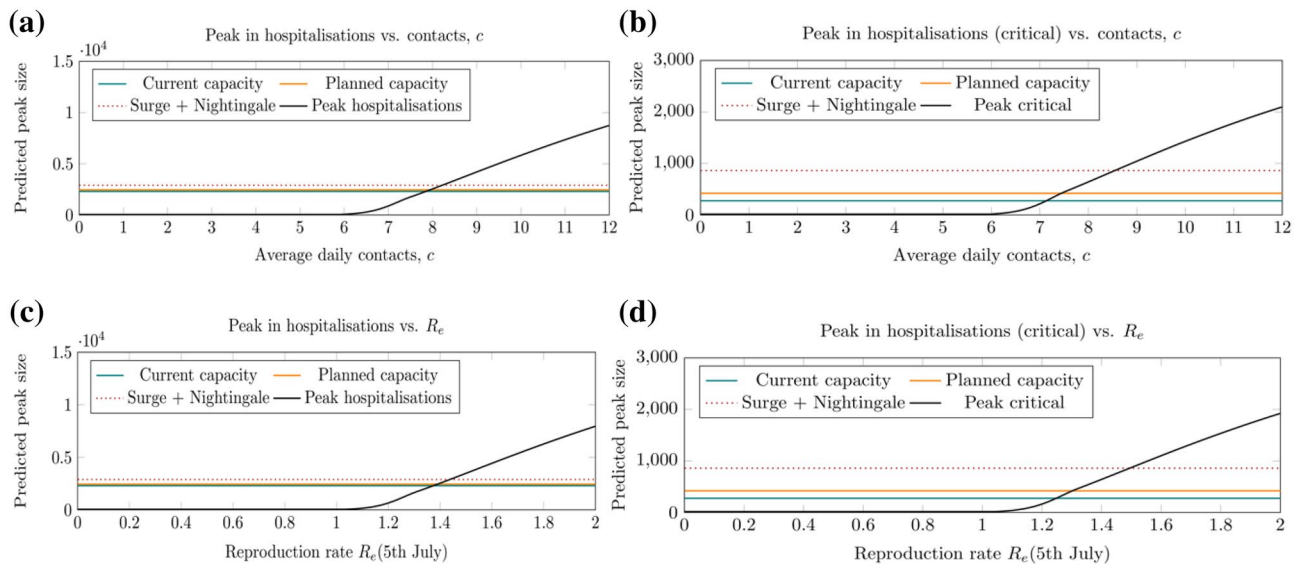 (a)
Peak in hospitalisations vs. contacts, c
·10⁴
Predicted peak size
1.5
1
0.5
0
Current capacity
Planned capacity
Surge + Nightingale
Peak hospitalisations
0 1 2 3 4 5 6 7 8 9 10 11 12
Average daily contacts, c
(b)
Peak in hospitalisations (critical) vs. contacts, c
Predicted peak size
3,000
2,000
1,000
0
Current capacity
Planned capacity
Surge + Nightingale
Peak critical
0 1 2 3 4 5 6 7 8 9 10 11 12
Average daily contacts, c
(c)
Peak in hospitalisations vs. Rₑ
·10⁴
Predicted peak size
1.5
1
0.5
0
Current capacity
Planned capacity
Surge + Nightingale
Peak hospitalisations
0 0.2 0.4 0.6 0.8 1 1.2 1.4 1.6 1.8 2
Reproduction rate Rₑ(5th July)
(d)
Peak in hospitalisations (critical) vs. Rₑ
Predicted peak size
3,000
2,000
1,000
0
Current capacity
Planned capacity
Surge + Nightingale
Peak critical
0 0.2 0.4 0.6 0.8 1 1.2 1.4 1.6 1.8 2
Reproduction rate Rₑ(5th July)